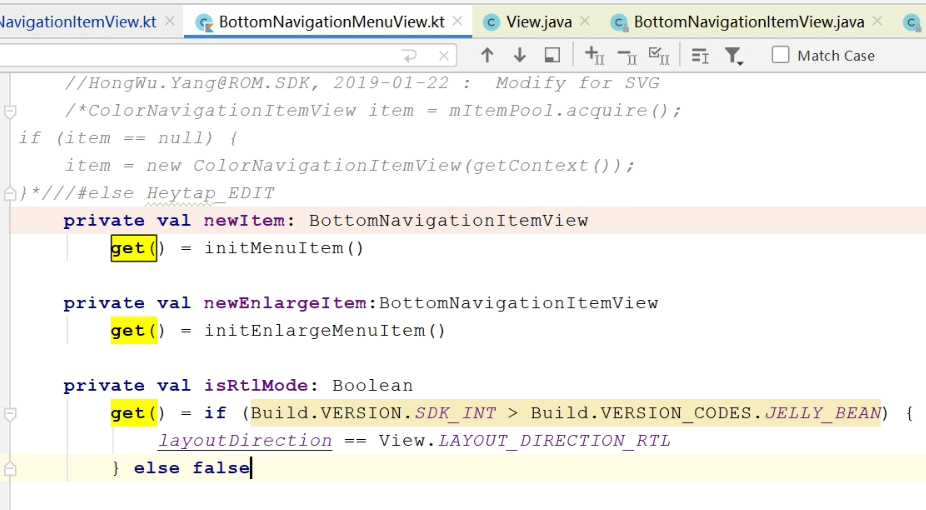 NavigationItemView.kt BottomNavigationMenuView.kt View.java BottomNavigationItemView.java
Match Case
//HongWu.Yang@ROM.SDK, 2019-01-22 : Modify for SVG
/*ColorNavigationItemView item = mItemPool.acquire();
if (item == null) {
item = new ColorNavigationItemView(getContext());
}*///#else Heytap_EDIT
private val newItem: BottomNavigationItemView
get() = initMenuItem()
private val newEnlargeItem:BottomNavigationItemView
get() = initEnlargeMenuItem()
private val isRtlMode: Boolean
get() = if (Build.VERSION.SDK_INT > Build.VERSION_CODES.JELLY_BEAN) {
layoutDirection == View.LAYOUT_DIRECTION_RTL
} else false